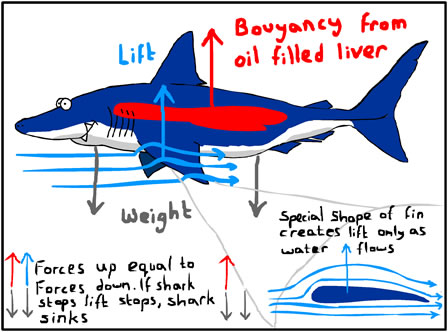 Bouyancy from
oil filled liver
Lift
Weight
Special shape of fin
creates lift only as
water flows
Forces up equal to
Forces down. If shark
stops lift stops, shark
sinks